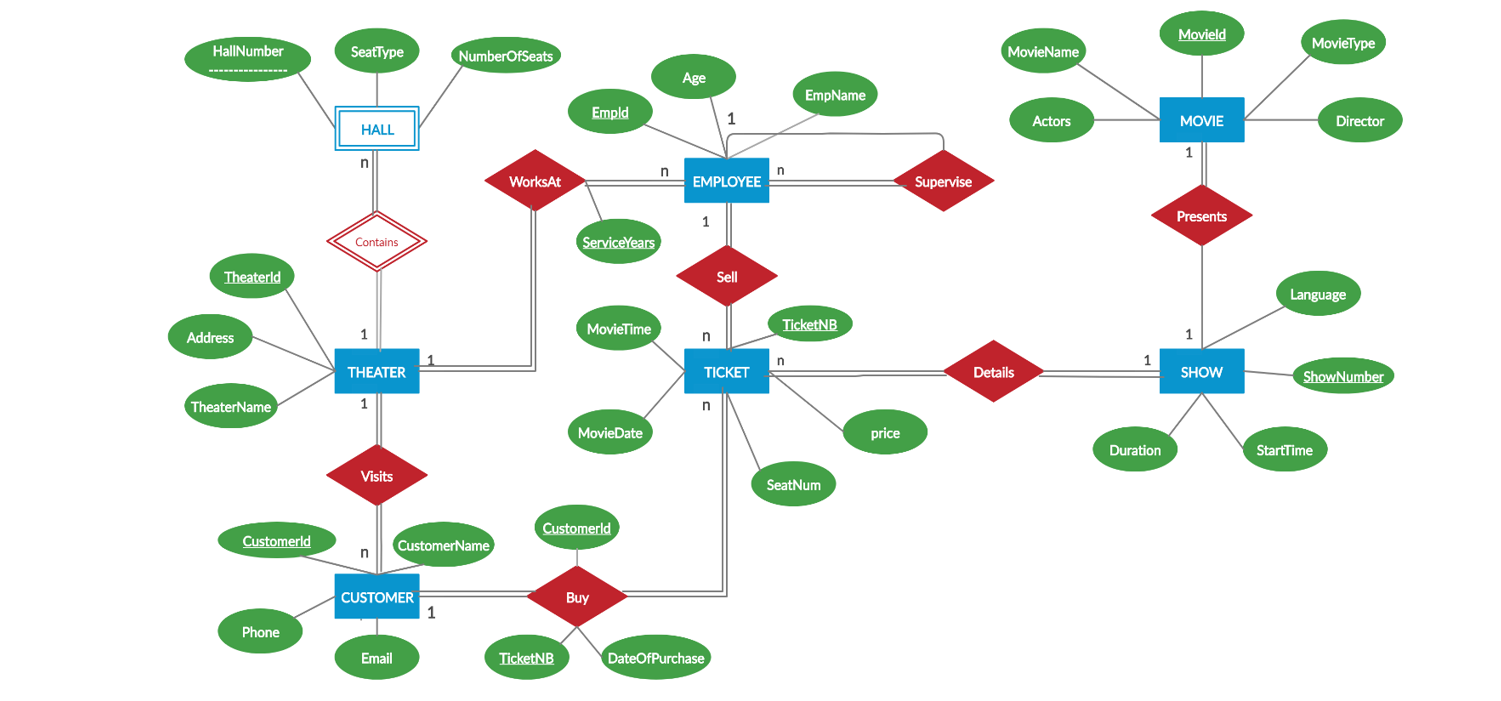 HallNumber
----------------
SeatType
NumberOfSeats
HALL
n
Contains
1
TheaterId
Address
TheaterName
THEATER
1
1
Visits
n
CustomerId
CustomerName
CUSTOMER
1
Phone
Email
WorksAt
n
ServiceYears
EmpId
Age
EmpName
1
EMPLOYEE
n
Supervise
1
Sell
n
MovieTime
TicketNB
TICKET
n
n
MovieDate
price
SeatNum
CustomerId
Buy
TicketNB
DateOfPurchase
Details
1
SHOW
1
Language
ShowNumber
Duration
StartTime
Presents
1
MOVIE
MovieName
MovieId
MovieType
Actors
Director